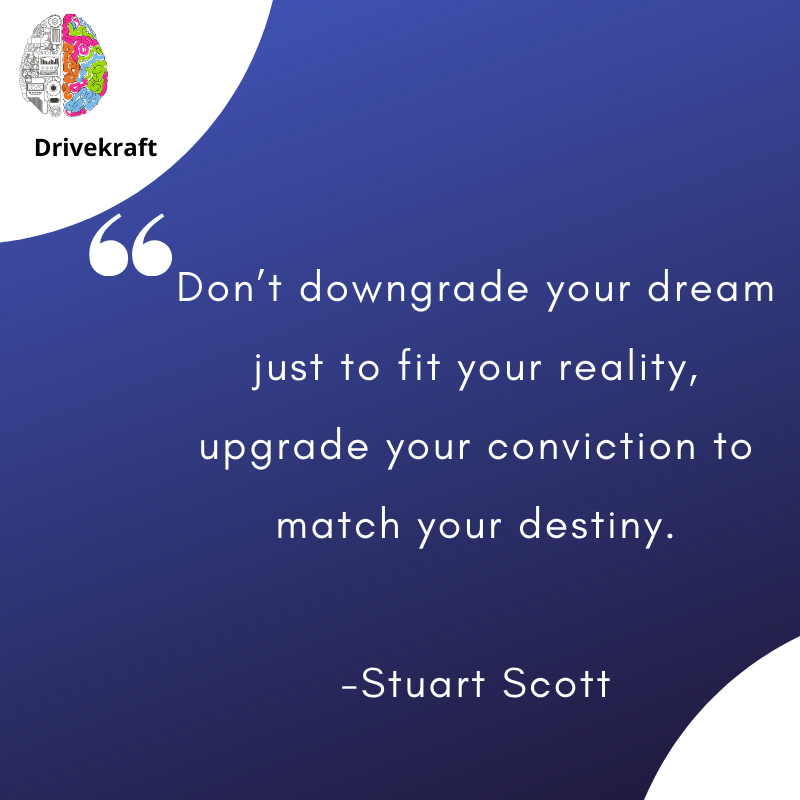 Drivekraft
“Don’t downgrade your dream
just to fit your reality,
upgrade your conviction to
match your destiny.
-Stuart Scott